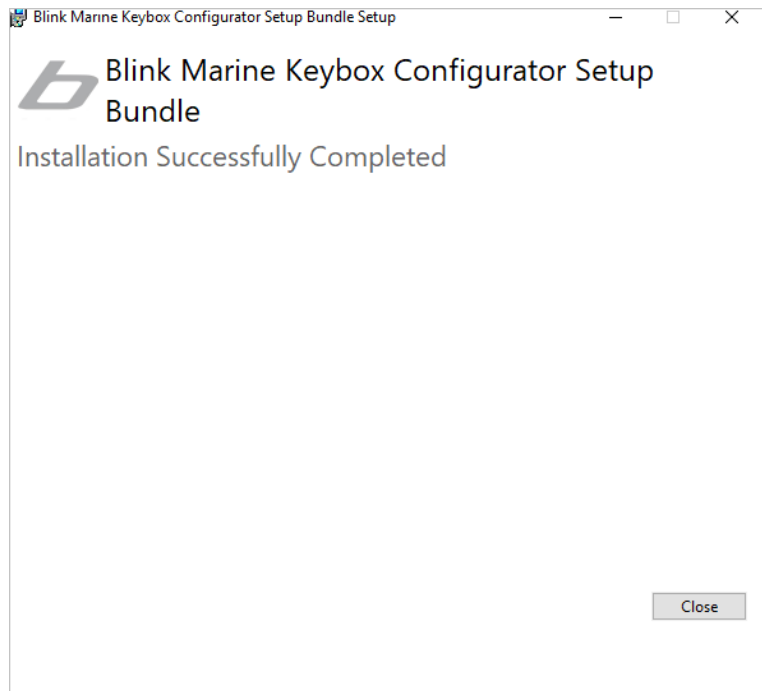 Blink Marine Keybox Configurator Setup Bundle Setup
Blink Marine Keybox Configurator Setup
Bundle
Installation Successfully Completed
Close